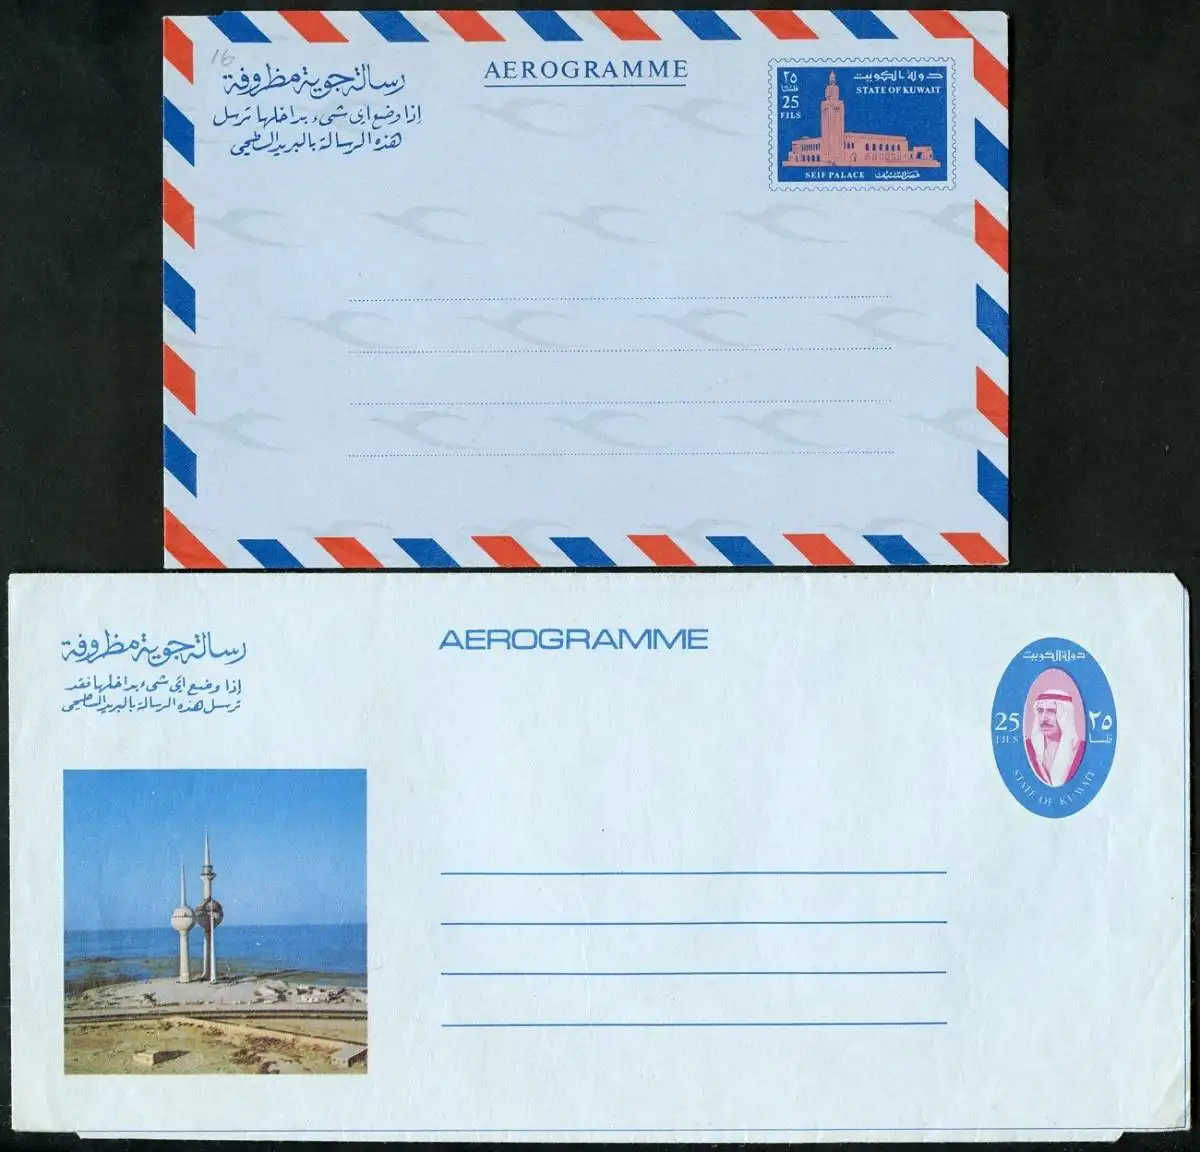 16
AEROGRAMME
رسالة جوية مظروفة
إذا وضع أي شيء بداخلها ترسل
هذه الرسالة بالبريد السطحي
٢٥
فلسا
25
FILS
دولة الكويت
STATE OF KUWAIT
SEIF PALACE قصر السيف
رسالة جوية مظروفة
إذا وضع أي شيء بداخلها فقد
ترسل هذه الرسالة بالبريد السطحي
AEROGRAMME
دولة الكويت
25 ٢٥
FILS فلسا
STATE OF KUWAIT